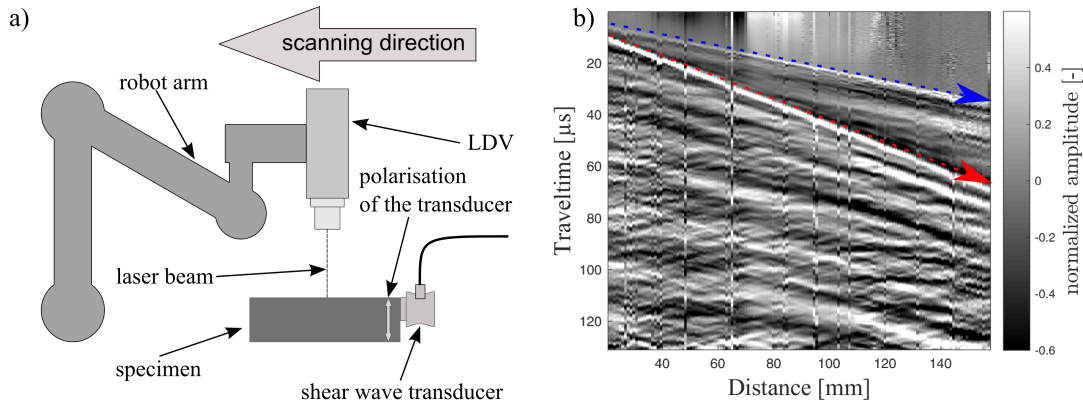 a)
scanning direction
robot arm
LDV
polarisation
of the transducer
laser beam
specimen
shear wave transducer
b)
20
40
60
80
100
120
Traveltime [µs]
40
60
80
100
120
140
Distance [mm]
0.4
0.2
0
-0.2
-0.4
-0.6
normalized amplitude [-]